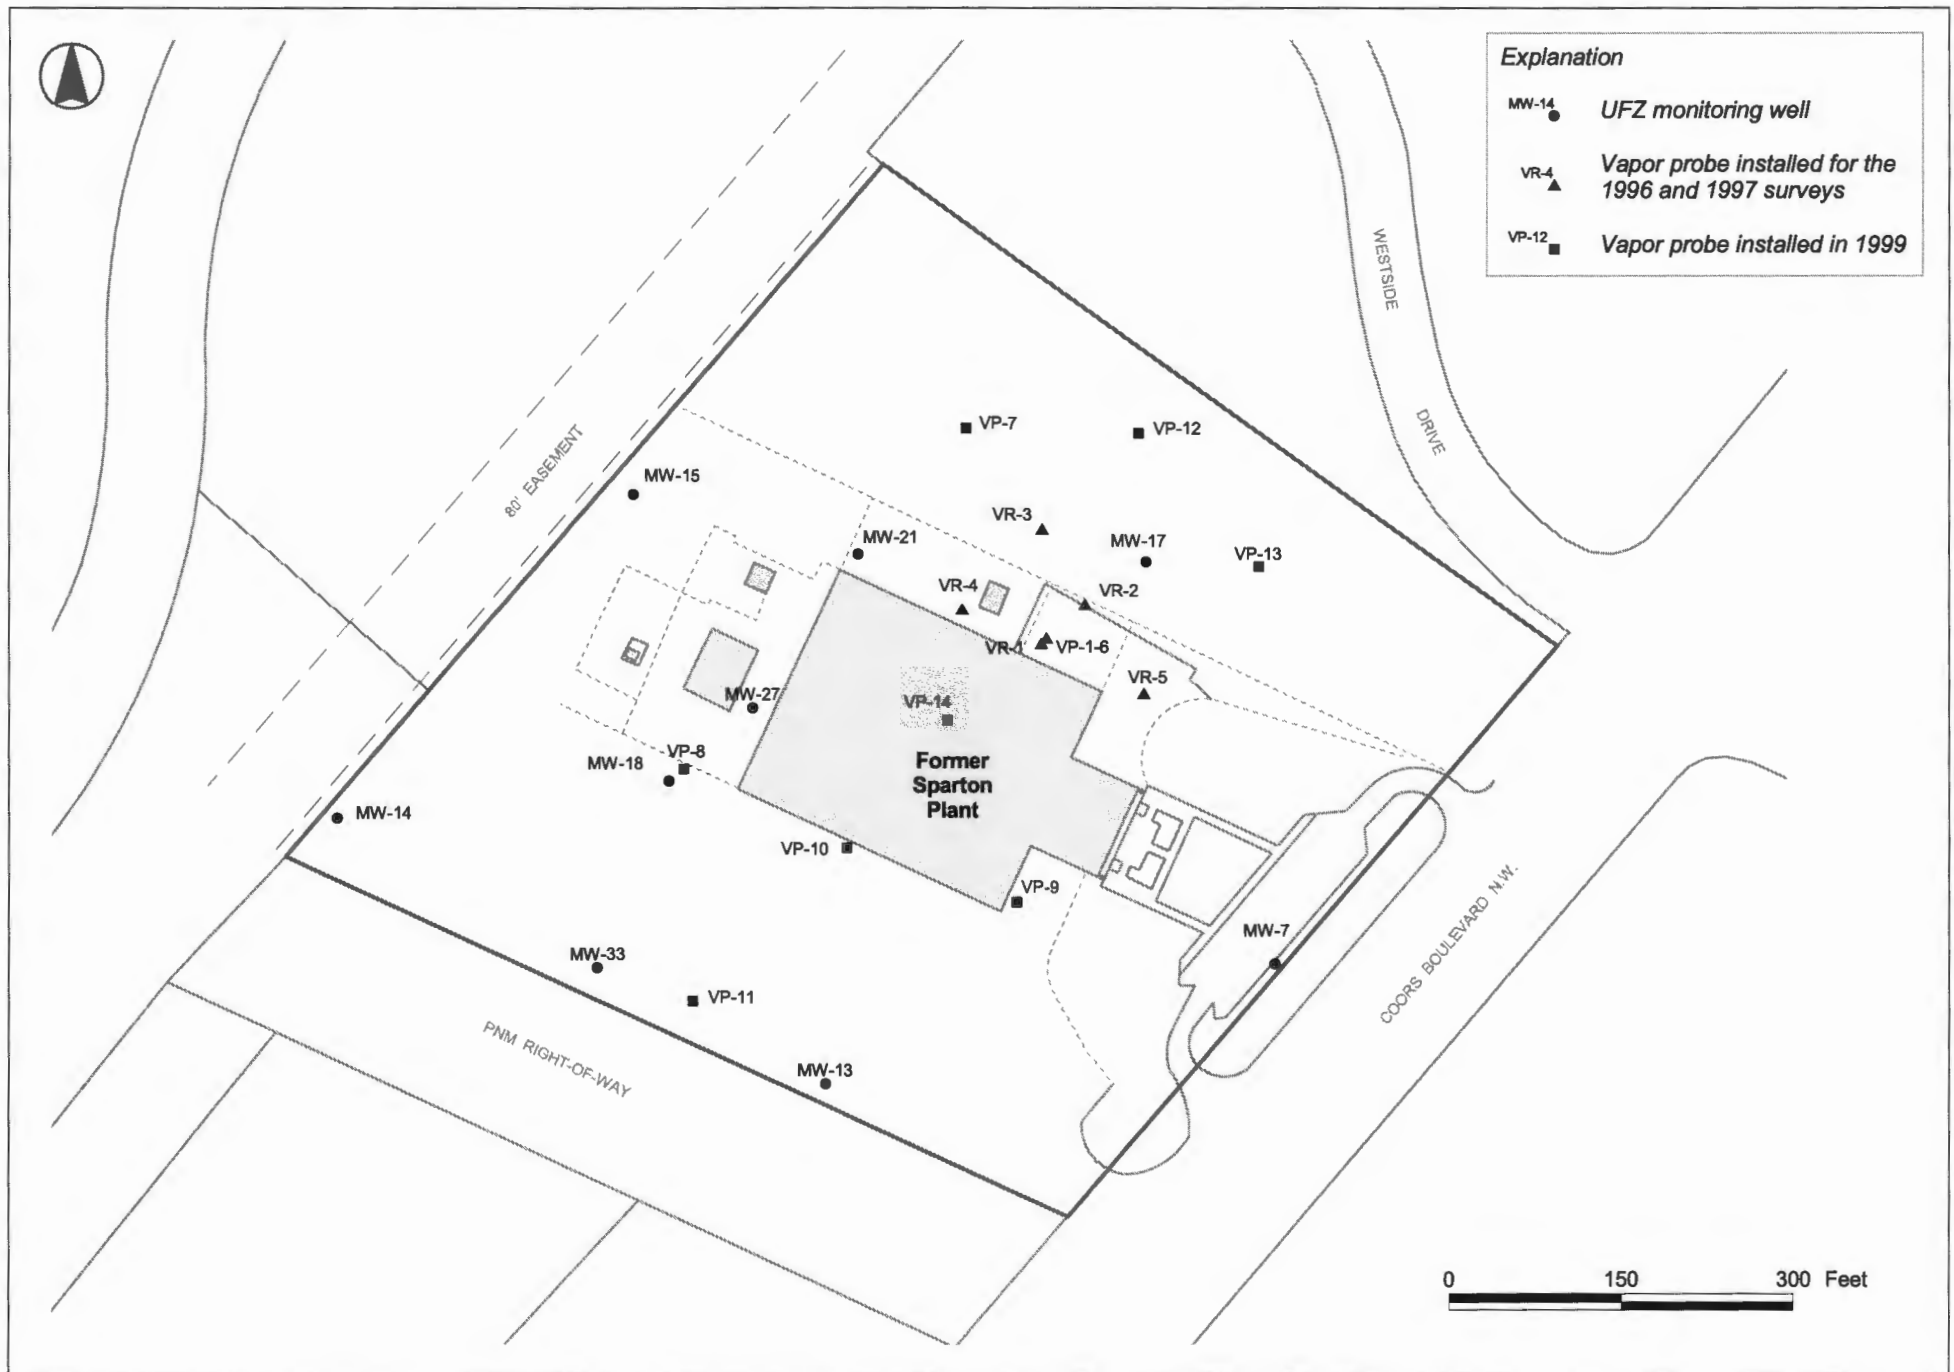 Explanation
MW-14
UFZ monitoring well
VR-4
Vapor probe installed for the
1996 and 1997 surveys
VP-12
Vapor probe installed in 1999
WESTSIDE
DRIVE
80' EASEMENT
VP-7
VP-12
MW-15
VR-3
MW-21
MW-17
VP-13
VR-4
VR-2
VR-1
VP-1-6
VR-5
MW-27
VP-14
VP-8
MW-18
Former
Sparton
Plant
MW-14
VP-10
VP-9
MW-7
COORS BOULEVARD N.W.
MW-33
VP-11
PNM RIGHT-OF-WAY
MW-13
0 150 300 Feet